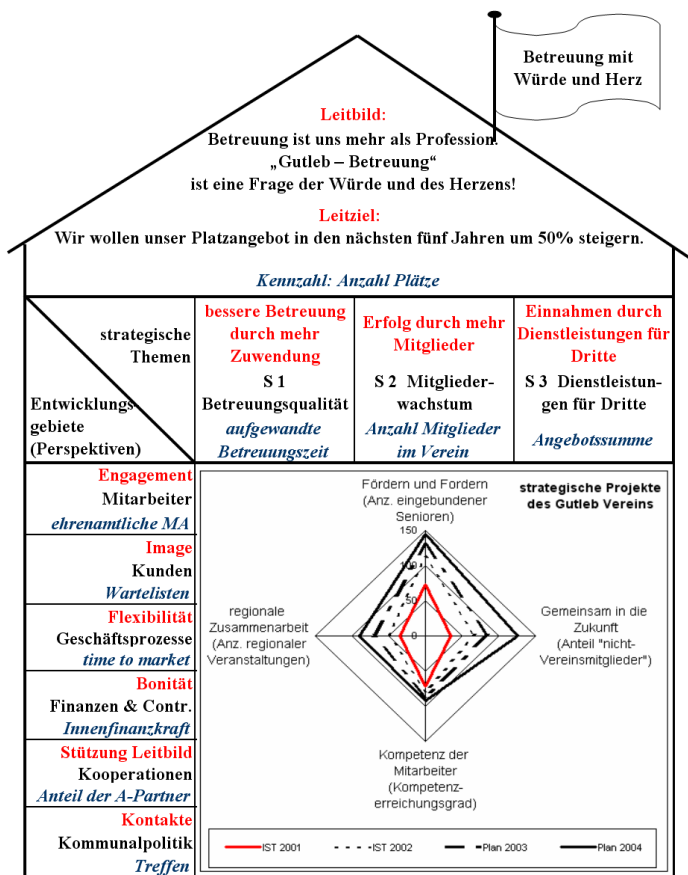 Betreuung mit
Würde und Herz
Leitbild:
Betreuung ist uns mehr als Profession.
„Gutleb – Betreuung“
ist eine Frage der Würde und des Herzens!
Leitziel:
Wir wollen unser Platzangebot in den nächsten fünf Jahren um 50% steigern.
Kennzahl: Anzahl Plätze
strategische
Themen
Entwicklungs
gebiete
(Perspektiven)
bessere Betreuung
durch mehr
Zuwendung
S 1
Betreuungsqualität
aufgewandte
Betreuungszeit
Erfolg durch mehr
Mitglieder
S 2 Mitglieder-
wachstum
Anzahl Mitglieder
im Verein
Einnahmen durch
Dienstleistungen für
Dritte
S 3 Dienstleistun-
gen für Dritte
Angebotssumme
Engagement
Mitarbeiter
ehrenamtliche MA
Image
Kunden
Wartelisten
Flexibilität
Geschäftsprozesse
time to market
Bonität
Finanzen & Contr.
Innenfinanzkraft
Stützung Leitbild
Kooperationen
Anteil der A-Partner
Kontakte
Kommunalpolitik
Treffen
strategische Projekte
des Gutleb Vereins
Fördern und Fordern
(Anz. eingebundener
Senioren)
150
100
50
0
regionale
Zusammenarbeit
(Anz. regionaler
Veranstaltungen)
Gemeinsam in die
Zukunft
(Anteil "nicht-
Vereinsmitglieder")
Kompetenz der
Mitarbeiter
(Kompetenz-
erreichungsgrad)
IST 2001
IST 2002
Plan 2003
Plan 2004